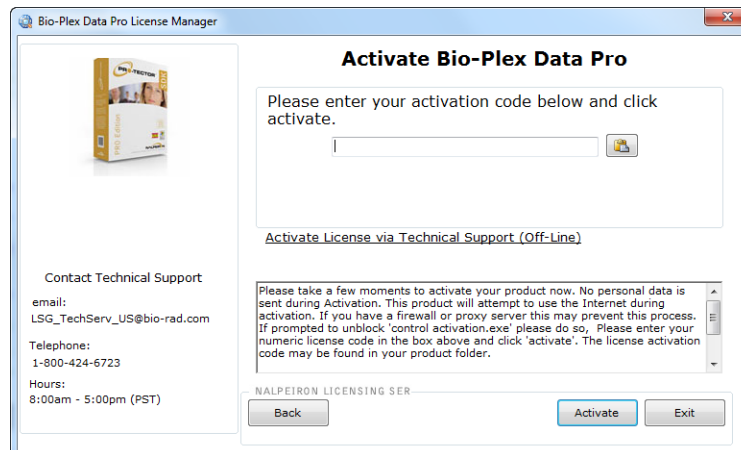 Bio-Plex Data Pro License Manager
PRO-TECTOR
SDK
Contact Technical Support
email:
LSG_TechServ_US@bio-rad.com
Telephone:
1-800-424-6723
Hours:
8:00am - 5:00pm (PST)
Activate Bio-Plex Data Pro
Please enter your activation code below and click
activate.
Activate License via Technical Support (Off-Line)
Please take a few moments to activate your product now. No personal data is
sent during Activation. This product will attempt to use the Internet during
activation. If you have a firewall or proxy server this may prevent this process.
If prompted to unblock 'control activation.exe' please do so, Please enter your
numeric license code in the box above and click 'activate'. The license activation
code may be found in your product folder.
NALPEIRON LICENSING SER
Back
Activate
Exit